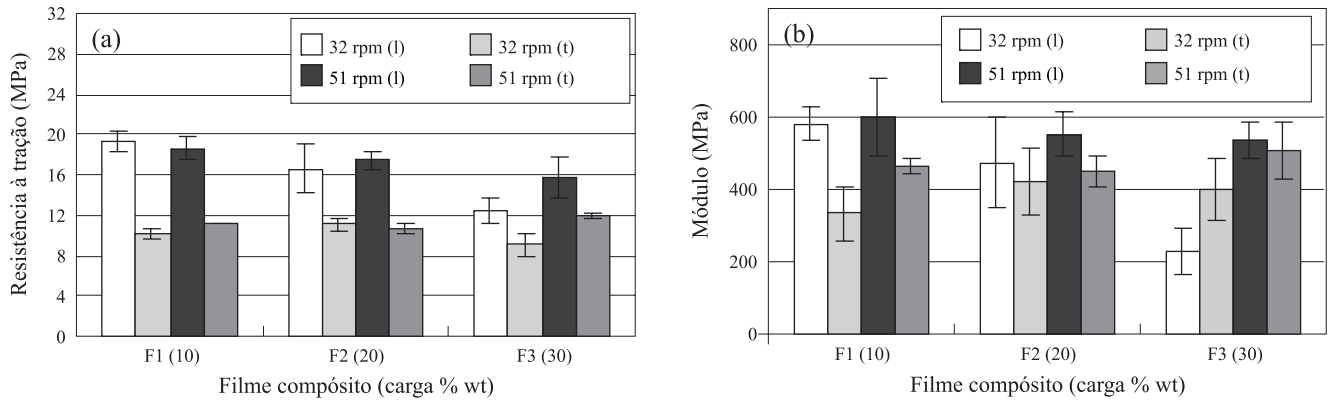 (a)
32 rpm (l)
32 rpm (t)
51 rpm (l)
51 rpm (t)
Resistência à tração (MPa)
32
28
24
20
16
12
8
4
0
F1 (10)
F2 (20)
F3 (30)
Filme compósito (carga % wt)
(b)
32 rpm (l)
32 rpm (t)
51 rpm (l)
51 rpm (t)
Módulo (MPa)
800
600
400
200
0
F1 (10)
F2 (20)
F3 (30)
Filme compósito (carga % wt)